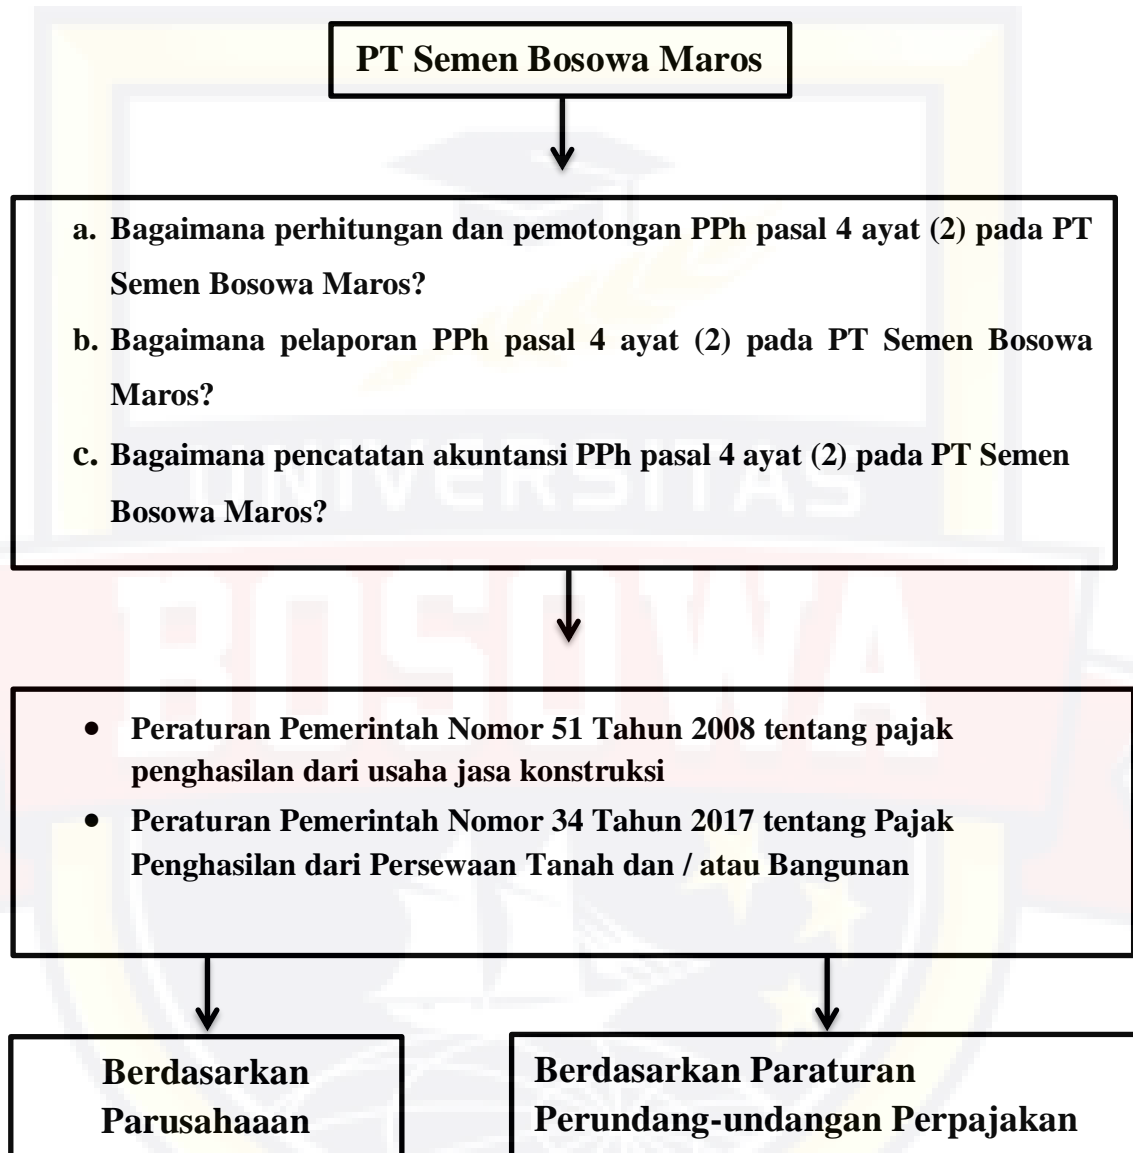 PT Semen Bosowa Maros
a. Bagaimana perhitungan dan pemotongan PPh pasal 4 ayat (2) pada PT
Semen Bosowa Maros?
b. Bagaimana pelaporan PPh pasal 4 ayat (2) pada PT Semen Bosowa
Maros?
c. Bagaimana pencatatan akuntansi PPh pasal 4 ayat (2) pada PT Semen
Bosowa Maros?
UNIVERSITAS
BOSOWA
• Peraturan Pemerintah Nomor 51 Tahun 2008 tentang pajak
penghasilan dari usaha jasa konstruksi
• Peraturan Pemerintah Nomor 34 Tahun 2017 tentang Pajak
Penghasilan dari Persewaan Tanah dan / atau Bangunan
Berdasarkan
Parusahaaan
Berdasarkan Paraturan
Perundang-undangan Perpajakan